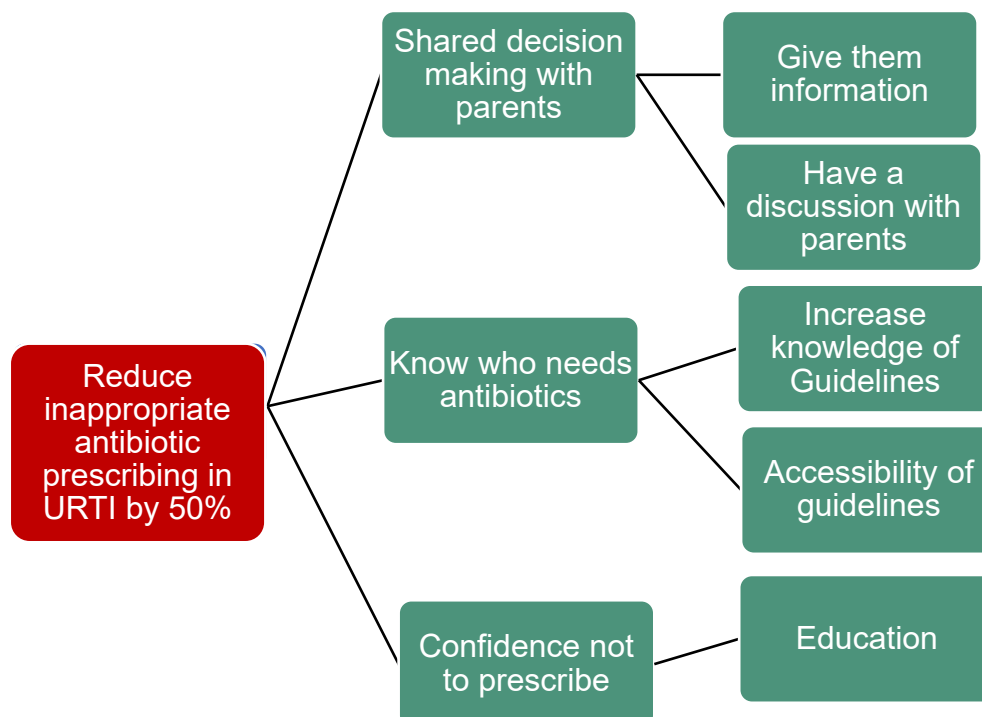 Shared decision
making with
parents
Give them
information
Have a
discussion with
parents
Reduce
inappropriate
antibiotic
prescribing in
URTI by 50%
Know who needs
antibiotics
Increase
knowledge of
Guidelines
Accessibility of
guidelines
Confidence not
to prescribe
Education